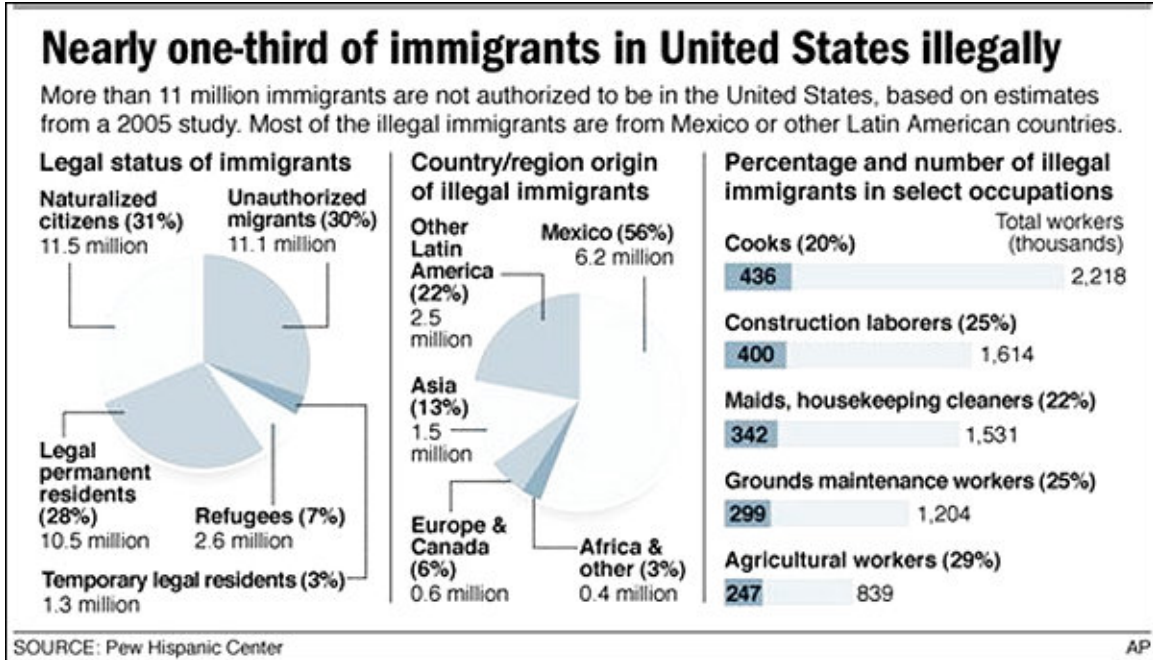 Nearly one-third of immigrants in United States illegally
More than 11 million immigrants are not authorized to be in the United States, based on estimates
from a 2005 study. Most of the illegal immigrants are from Mexico or other Latin American countries.
Legal status of immigrants
Naturalized
citizens (31%)
11.5 million
Unauthorized
migrants (30%)
11.1 million
Legal
permanent
residents
(28%)
10.5 million
Refugees (7%)
2.6 million
Temporary legal residents (3%)
1.3 million
Country/region origin
of illegal immigrants
Other
Latin
America
(22%)
2.5
million
Mexico (56%)
6.2 million
Asia
(13%)
1.5
million
Europe &
Canada
(6%)
0.6 million
Africa &
other (3%)
0.4 million
Percentage and number of illegal
immigrants in select occupations
Total workers
(thousands)
Cooks (20%)
436 2,218
Construction laborers (25%)
400 1,614
Maids, housekeeping cleaners (22%)
342 1,531
Grounds maintenance workers (25%)
299 1,204
Agricultural workers (29%)
247 839
SOURCE: Pew Hispanic Center AP